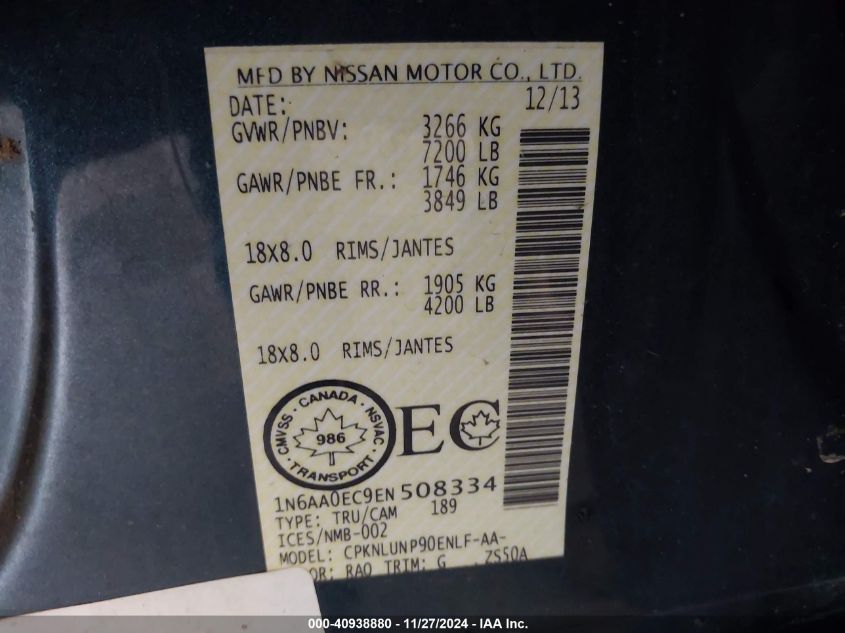 MFD BY NISSAN MOTOR CO., LTD.
DATE: 12/13
GVWR/PNBV: 3266 KG
7200 LB
GAWR/PNBE FR.: 1746 KG
3849 LB
18X8.0 RIMS/JANTES
GAWR/PNBE RR.: 1905 KG
4200 LB
18X8.0 RIMS/JANTES
CMVSS · CANADA · NSVAC · TRANSPORT ·
986
EC
1N6AA0EC9EN508334
TYPE: TRU/CAM 189
ICES/NMB-002
MODEL: CPKNLUNP90ENLF-AA-
OR: RAQ TRIM: G ZS50A
000-40938880 - 11/27/2024 - IAA Inc.